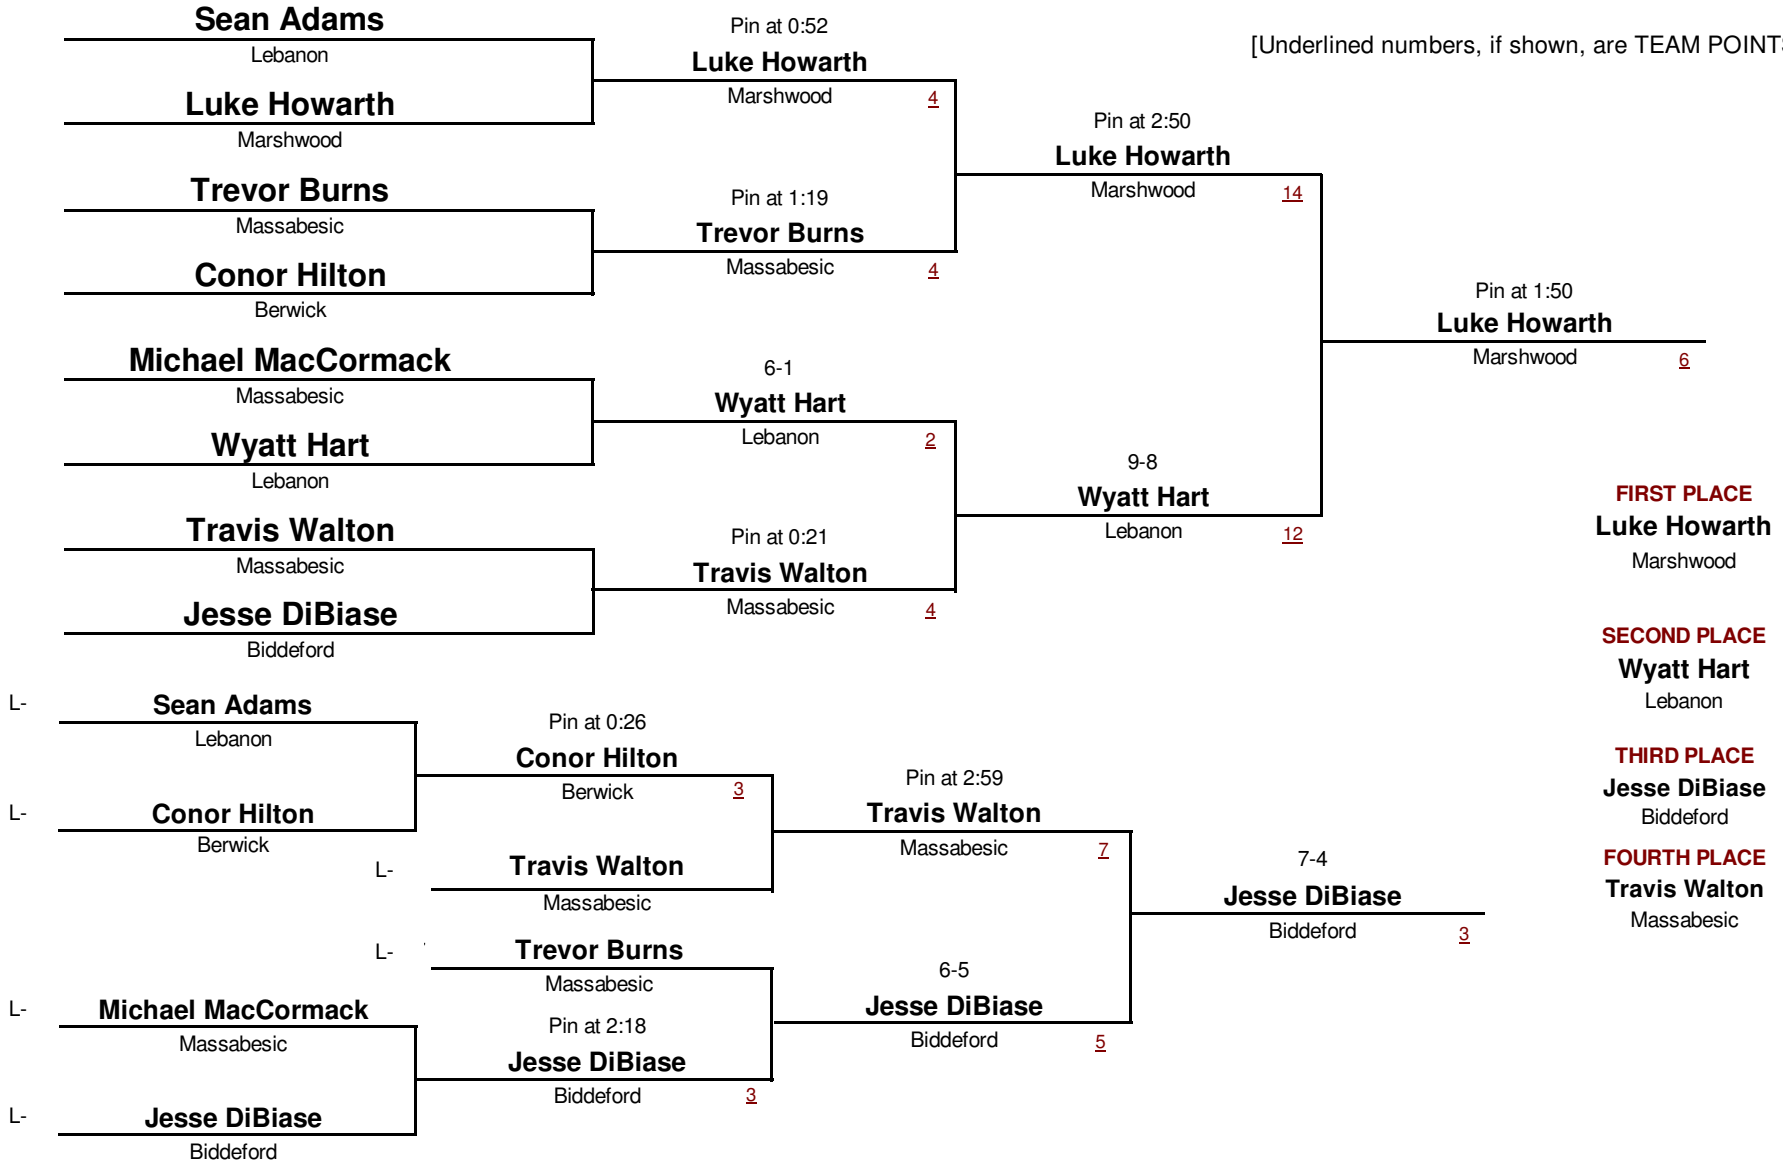 [Underlined numbers, if shown, are TEAM POINTS
Sean Adams
Lebanon
Luke Howarth
Marshwood
Trevor Burns
Massabesic
Conor Hilton
Berwick
Michael MacCormack
Massabesic
Wyatt Hart
Lebanon
Travis Walton
Massabesic
Jesse DiBiase
Biddeford
Pin at 0:52
Luke Howarth
Marshwood 4
Pin at 1:19
Trevor Burns
Massabesic 4
6-1
Wyatt Hart
Lebanon 2
Pin at 0:21
Travis Walton
Massabesic 4
Pin at 2:50
Luke Howarth
Marshwood 14
9-8
Wyatt Hart
Lebanon 12
Pin at 1:50
Luke Howarth
Marshwood 6
FIRST PLACE
Luke Howarth
Marshwood
SECOND PLACE
Wyatt Hart
Lebanon
THIRD PLACE
Jesse DiBiase
Biddeford
FOURTH PLACE
Travis Walton
Massabesic
L- Sean Adams
Lebanon
L- Conor Hilton
Berwick
L- Michael MacCormack
Massabesic
L- Jesse DiBiase
Biddeford
Pin at 0:26
Conor Hilton
Berwick 3
L- Travis Walton
Massabesic
L- Trevor Burns
Massabesic
Pin at 2:18
Jesse DiBiase
Biddeford 3
Pin at 2:59
Travis Walton
Massabesic 7
6-5
Jesse DiBiase
Biddeford 5
7-4
Jesse DiBiase
Biddeford 3